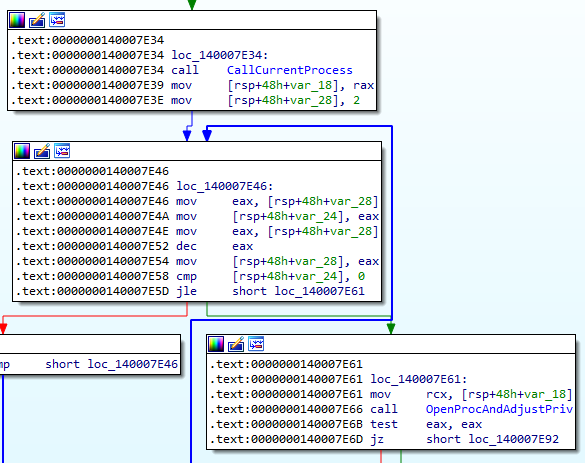 .text:0000000140007E34
.text:0000000140007E34 loc_140007E34:
.text:0000000140007E34 call CallCurrentProcess
.text:0000000140007E39 mov [rsp+48h+var_18], rax
.text:0000000140007E3E mov [rsp+48h+var_28], 2
.text:0000000140007E46
.text:0000000140007E46 loc_140007E46:
.text:0000000140007E46 mov eax, [rsp+48h+var_28]
.text:0000000140007E4A mov [rsp+48h+var_24], eax
.text:0000000140007E4E mov eax, [rsp+48h+var_28]
.text:0000000140007E52 dec eax
.text:0000000140007E54 mov [rsp+48h+var_28], eax
.text:0000000140007E58 cmp [rsp+48h+var_24], 0
.text:0000000140007E5D jle short loc_140007E61
mp short loc_140007E46
.text:0000000140007E61
.text:0000000140007E61 loc_140007E61:
.text:0000000140007E61 mov rcx, [rsp+48h+var_18]
.text:0000000140007E66 call OpenProcAndAdjustPriv
.text:0000000140007E6B test eax, eax
.text:0000000140007E6D jz short loc_140007E92